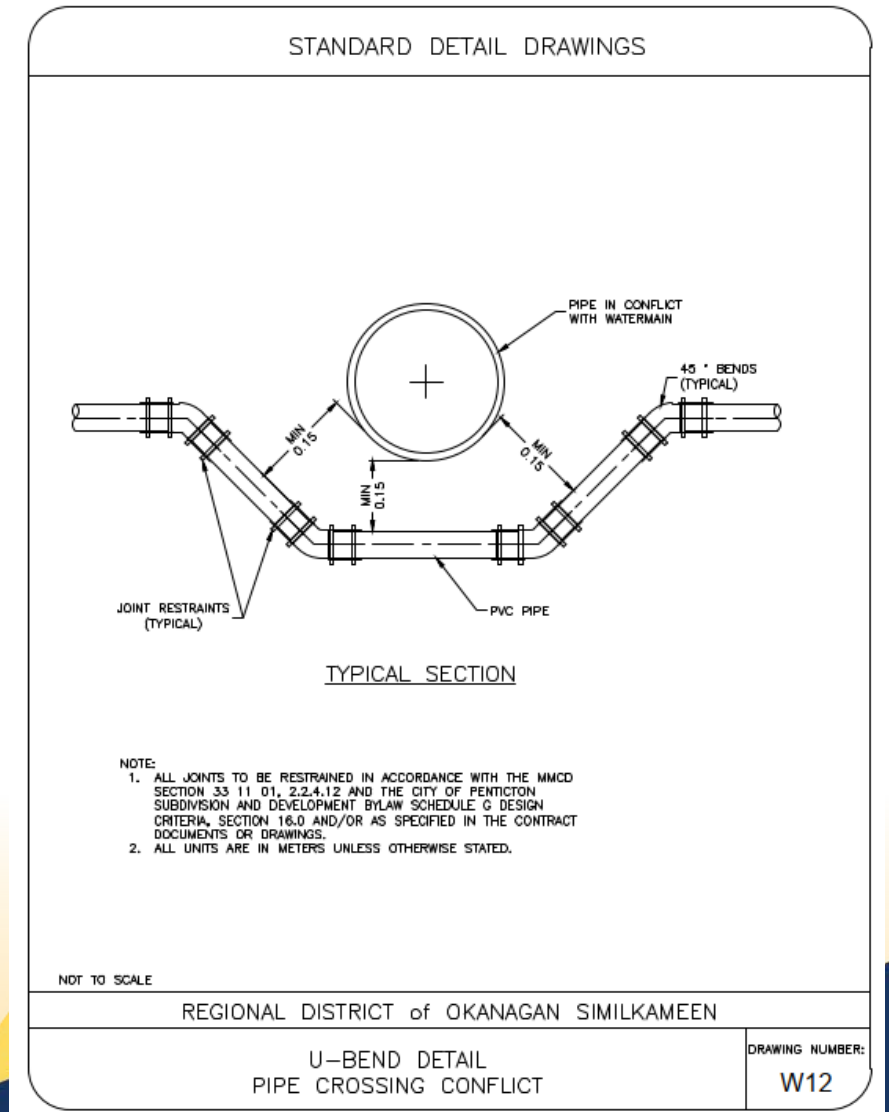 STANDARD DETAIL DRAWINGS
PIPE IN CONFLICT
WITH WATERMAIN
45 ° BENDS
(TYPICAL)
MIN
0.15
MIN
0.15
MIN
0.15
JOINT RESTRAINTS
(TYPICAL)
PVC PIPE
TYPICAL SECTION
NOTE:
1. ALL JOINTS TO BE RESTRAINED IN ACCORDANCE WITH THE MMCD
SECTION 33 11 01, 2.2.4.12 AND THE CITY OF PENTICTON
SUBDIVISION AND DEVELOPMENT BYLAW SCHEDULE G DESIGN
CRITERIA, SECTION 16.0 AND/OR AS SPECIFIED IN THE CONTRACT
DOCUMENTS OR DRAWINGS.
2. ALL UNITS ARE IN METERS UNLESS OTHERWISE STATED.
NOT TO SCALE
REGIONAL DISTRICT of OKANAGAN SIMILKAMEEN
U-BEND DETAIL
PIPE CROSSING CONFLICT
DRAWING NUMBER:
W12